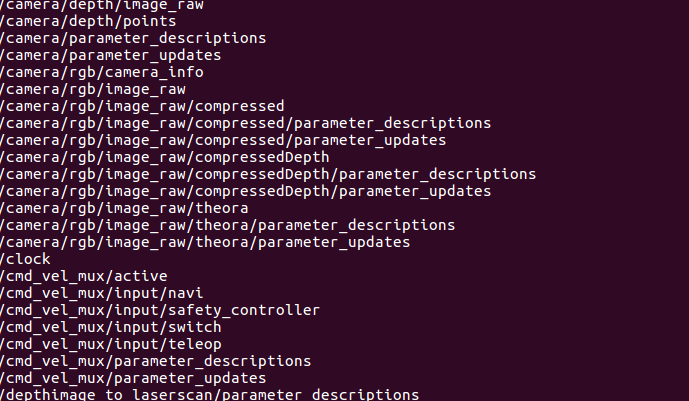 /camera/depth/image_raw
/camera/depth/points
/camera/parameter_descriptions
/camera/parameter_updates
/camera/rgb/camera_info
/camera/rgb/image_raw
/camera/rgb/image_raw/compressed
/camera/rgb/image_raw/compressed/parameter_descriptions
/camera/rgb/image_raw/compressed/parameter_updates
/camera/rgb/image_raw/compressedDepth
/camera/rgb/image_raw/compressedDepth/parameter_descriptions
/camera/rgb/image_raw/compressedDepth/parameter_updates
/camera/rgb/image_raw/theora
/camera/rgb/image_raw/theora/parameter_descriptions
/camera/rgb/image_raw/theora/parameter_updates
/clock
/cmd_vel_mux/active
/cmd_vel_mux/input/navi
/cmd_vel_mux/input/safety_controller
/cmd_vel_mux/input/switch
/cmd_vel_mux/input/teleop
/cmd_vel_mux/parameter_descriptions
/cmd_vel_mux/parameter_updates
/depthimage_to_laserscan/parameter_descriptions